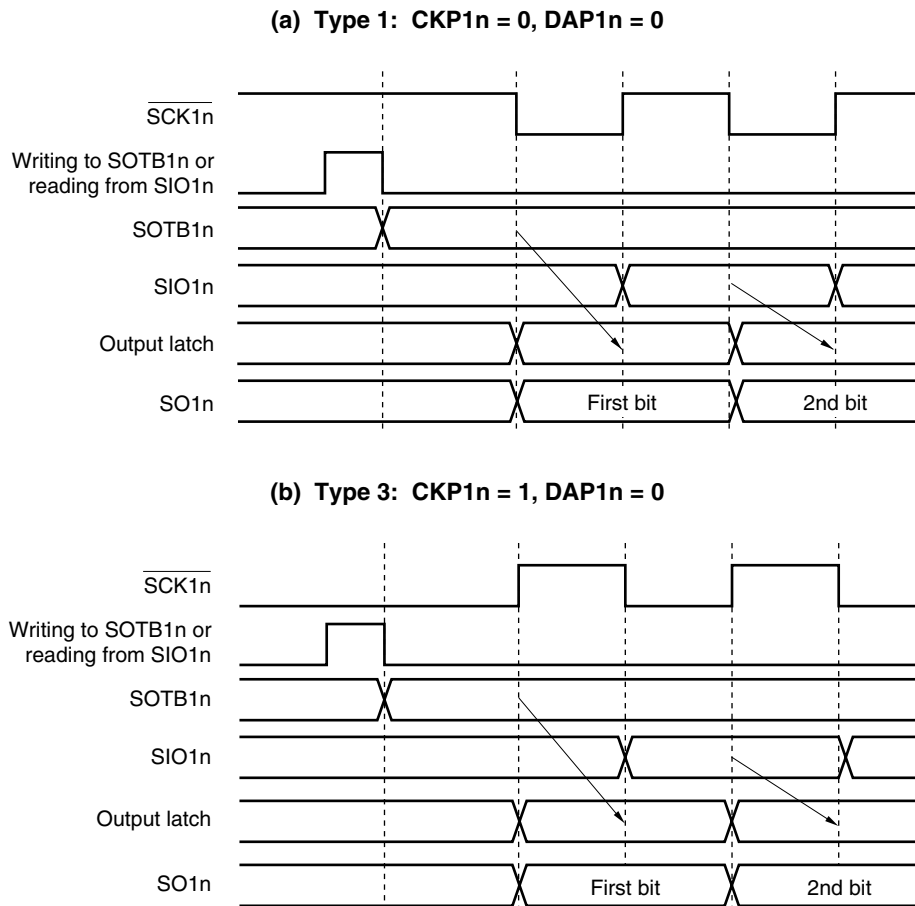 (a) Type 1: CKP1n = 0, DAP1n = 0
SCK1n
Writing to SOTB1n or
reading from SIO1n
SOTB1n
SIO1n
Output latch
SO1n
First bit
2nd bit
(b) Type 3: CKP1n = 1, DAP1n = 0
SCK1n
Writing to SOTB1n or
reading from SIO1n
SOTB1n
SIO1n
Output latch
SO1n
First bit
2nd bit